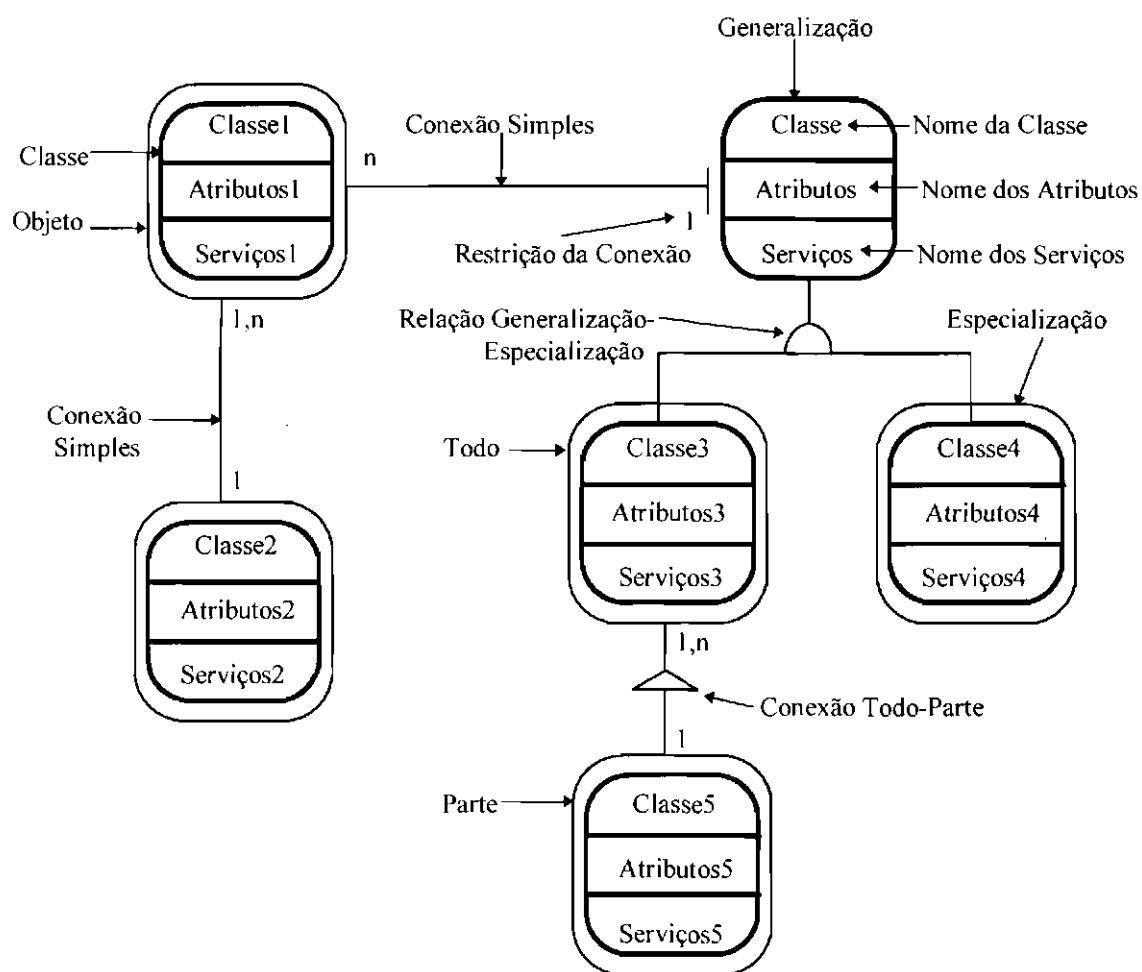 Generalização
Classe1
Conexão Simples
Classe
Nome da Classe
Classe
n
Atributos1
Atributos
Nome dos Atributos
Objeto
1
Serviços1
Restrição da Conexão
Serviços
Nome dos Serviços
1,n
Relação Generalização-
Especialização
Especialização
Conexão
Simples
Todo
Classe3
Classe4
1
Atributos3
Atributos4
Classe2
Serviços3
Serviços4
Atributos2
1,n
Serviços2
Conexão Todo-Parte
1
Parte
Classe5
Atributos5
Serviços5